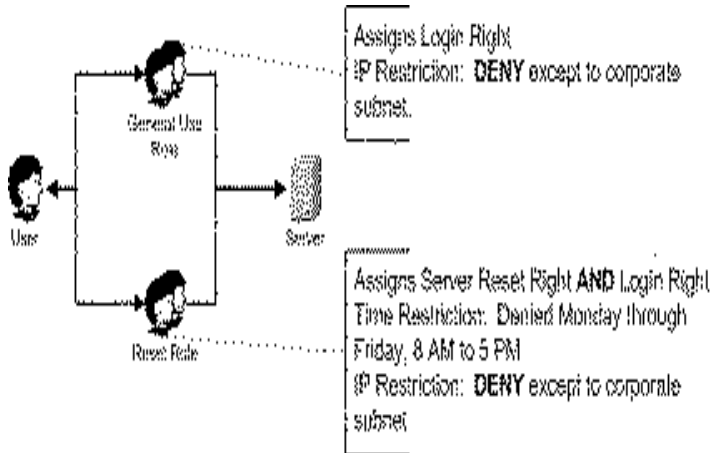 Assigns Login Right
IP Restriction: DENY except to corporate
subnet.
General Use
Role
User
Server
Assigns Server Reset Right AND Login Right
Time Restriction: Denied Monday through
Friday, 8 AM to 5 PM
Reset Role
IP Restriction: DENY except to corporate
subnet